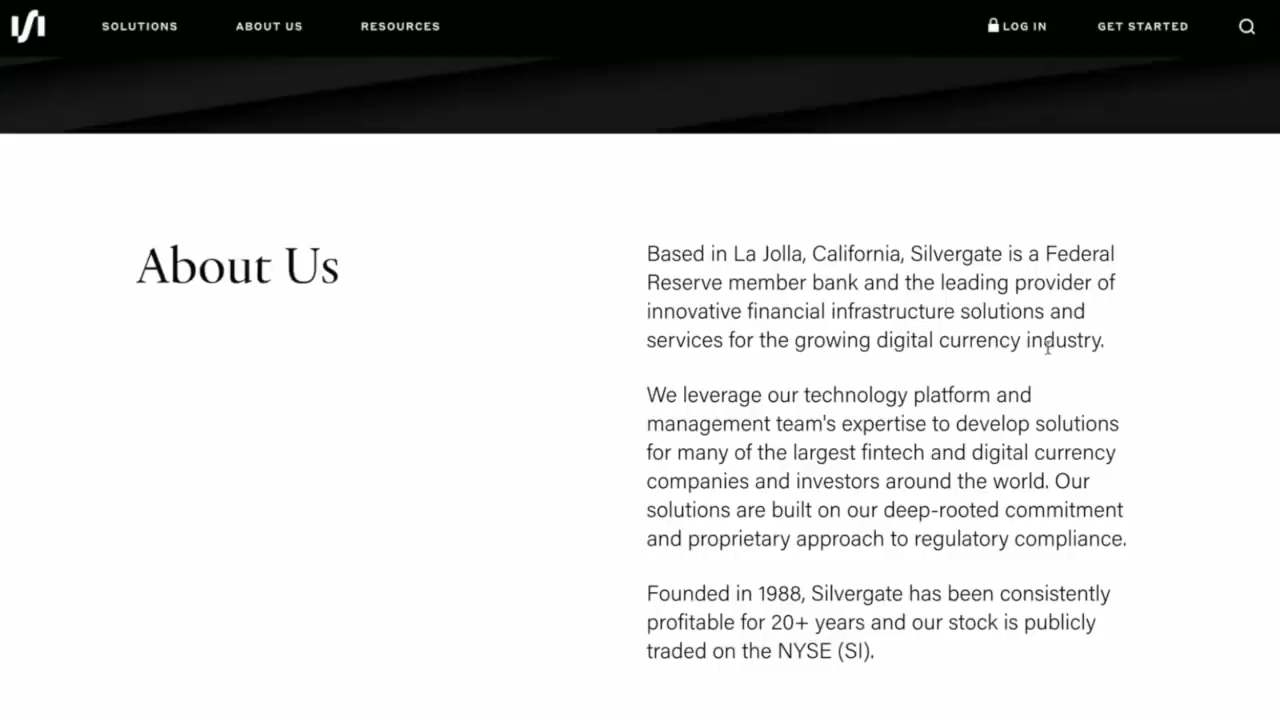 SOLUTIONS
ABOUT US
RESOURCES
LOG IN
GET STARTED
About Us
Based in La Jolla, California, Silvergate is a Federal
Reserve member bank and the leading provider of
innovative financial infrastructure solutions and
services for the growing digital currency industry.
We leverage our technology platform and
management team's expertise to develop solutions
for many of the largest fintech and digital currency
companies and investors around the world. Our
solutions are built on our deep-rooted commitment
and proprietary approach to regulatory compliance.
Founded in 1988, Silvergate has been consistently
profitable for 20+ years and our stock is publicly
traded on the NYSE (SI).